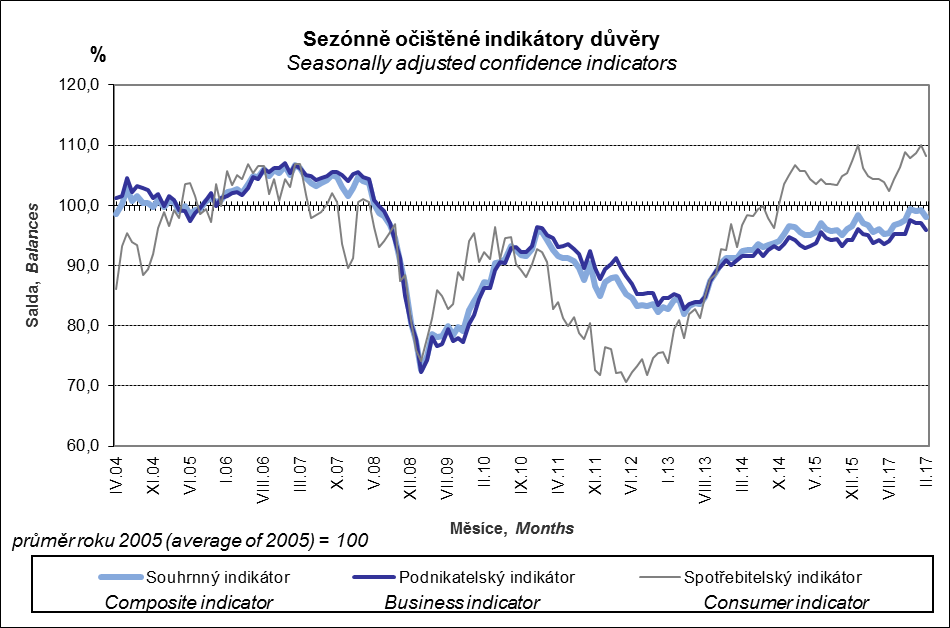 Sezónně očištěné indikátory důvěry
Seasonally adjusted confidence indicators
%
120,0
110,0
100,0
90,0
80,0
70,0
60,0
Salda, Balances
IV.04
XI.04
VI.05
I.06
VIII.06
III.07
X.07
V.08
XII.08
VII.09
II.10
IX.10
IV.11
XI.11
VI.12
I.13
VIII.13
III.14
X.14
V.15
XII.15
VII.17
II.17
Měsíce, Months
průměr roku 2005 (average of 2005) = 100
Souhrnný indikátor Podnikatelský indikátor Spotřebitelský indikátor
Composite indicator Business indicator Consumer indicator